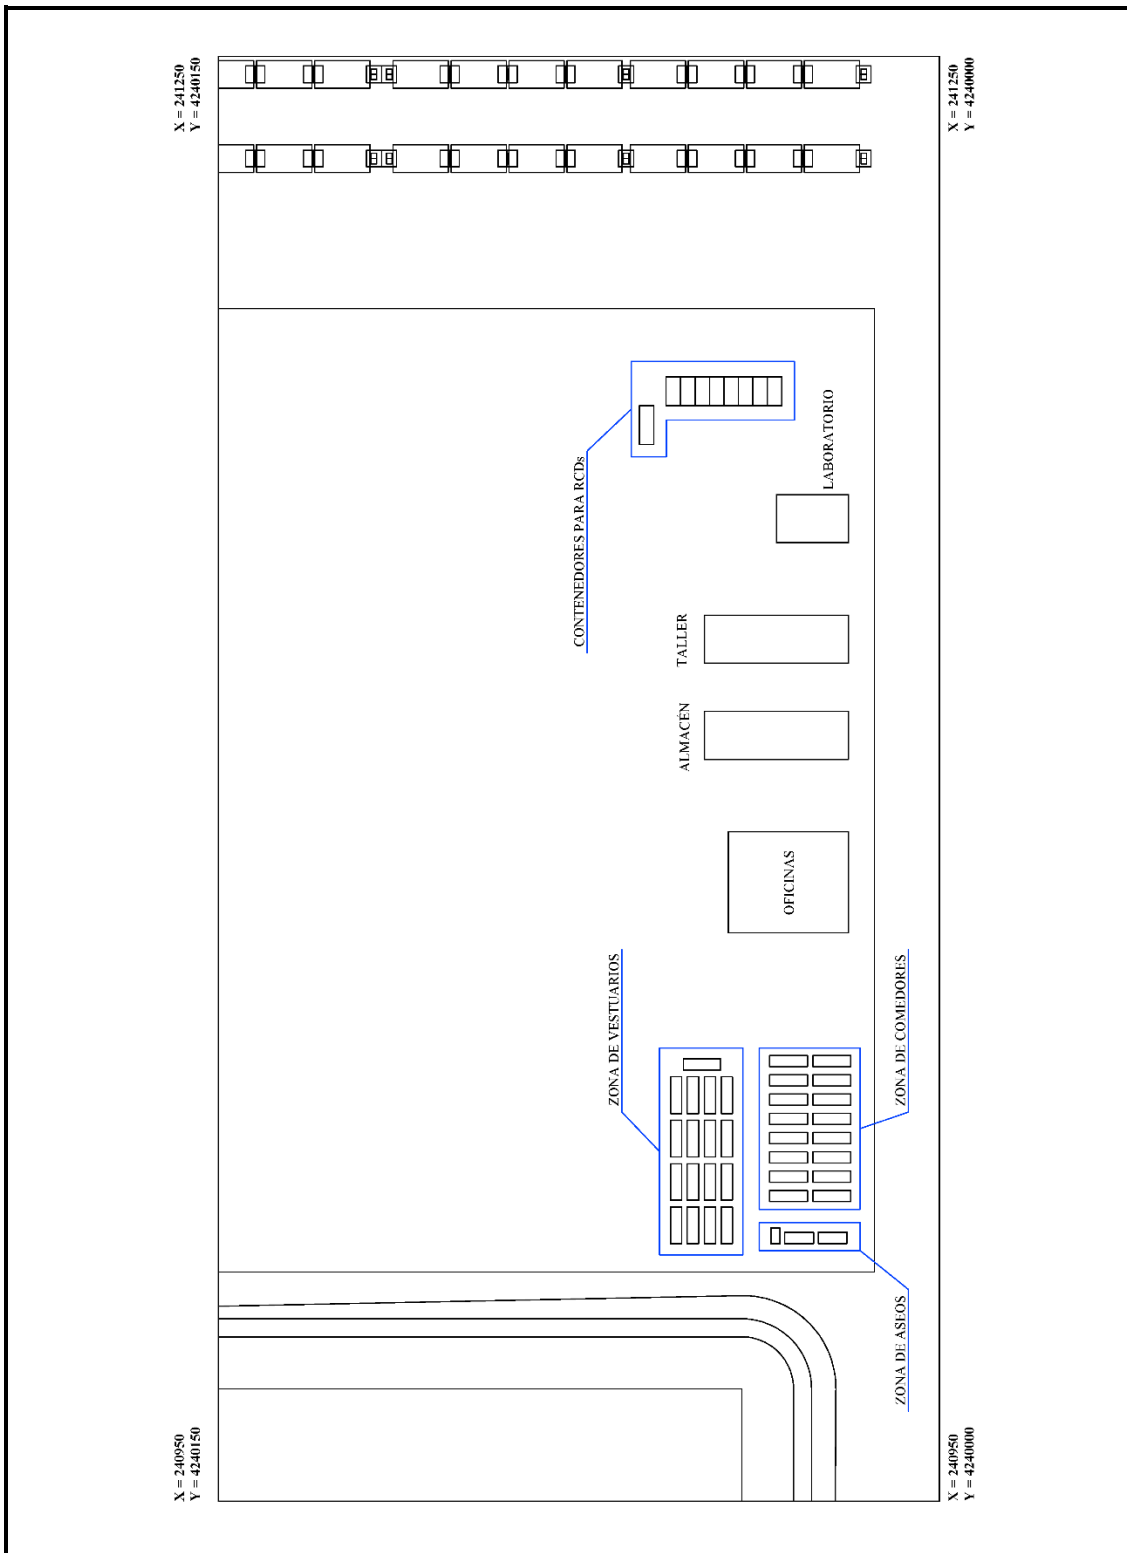 X = 240950
Y = 4240150
X = 241250
Y = 4240150
CONTENEDORES PARA RCDs
ZONA DE VESTUARIOS
ALMACÉN
TALLER
OFICINAS
LABORATORIO
ZONA DE ASEOS
ZONA DE COMEDORES
X = 240950
Y = 4240000
X = 241250
Y = 4240000